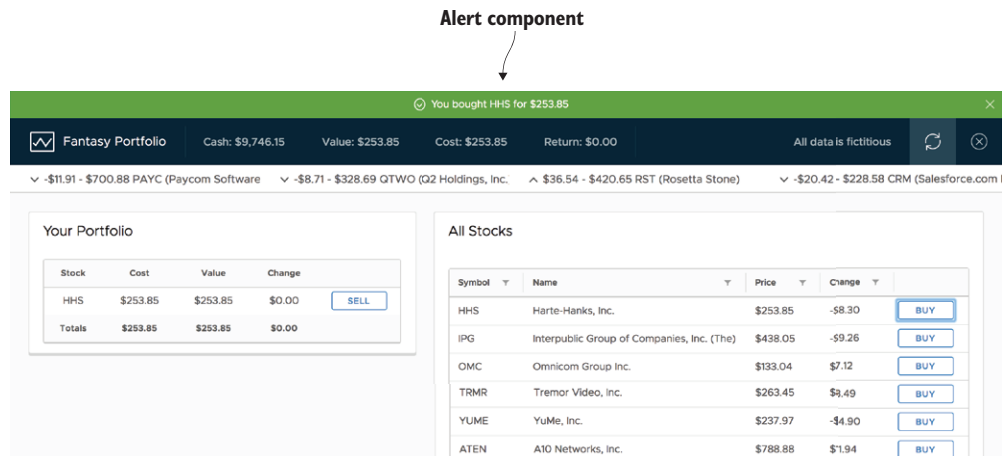 Alert component
You bought HHS for $253.85
Fantasy Portfolio Cash: $9,746.15 Value: $253.85 Cost: $253.85 Return: $0.00 All data is fictitious
-$11.91 - $700.88 PAYC (Paycom Software -$8.71 - $328.69 QTWO (Q2 Holdings, Inc. $36.54 - $420.65 RST (Rosetta Stone) -$20.42 - $228.58 CRM (Salesforce.com
Your Portfolio
Stock Cost Value Change
HHS $253.85 $253.85 $0.00 SELL
Totals $253.85 $253.85 $0.00
All Stocks
Symbol Name Price Change
HHS Harte-Hanks, Inc. $253.85 -$8.30 BUY
IPG Interpublic Group of Companies, Inc. (The) $438.05 -$9.26 BUY
OMC Omnicom Group Inc. $133.04 $7.12 BUY
TRMR Tremor Video, Inc. $263.45 BUY
YUME YuMe, Inc. $237.97 -$4.90 BUY
ATEN A10 Networks, Inc. $788.88 BUY